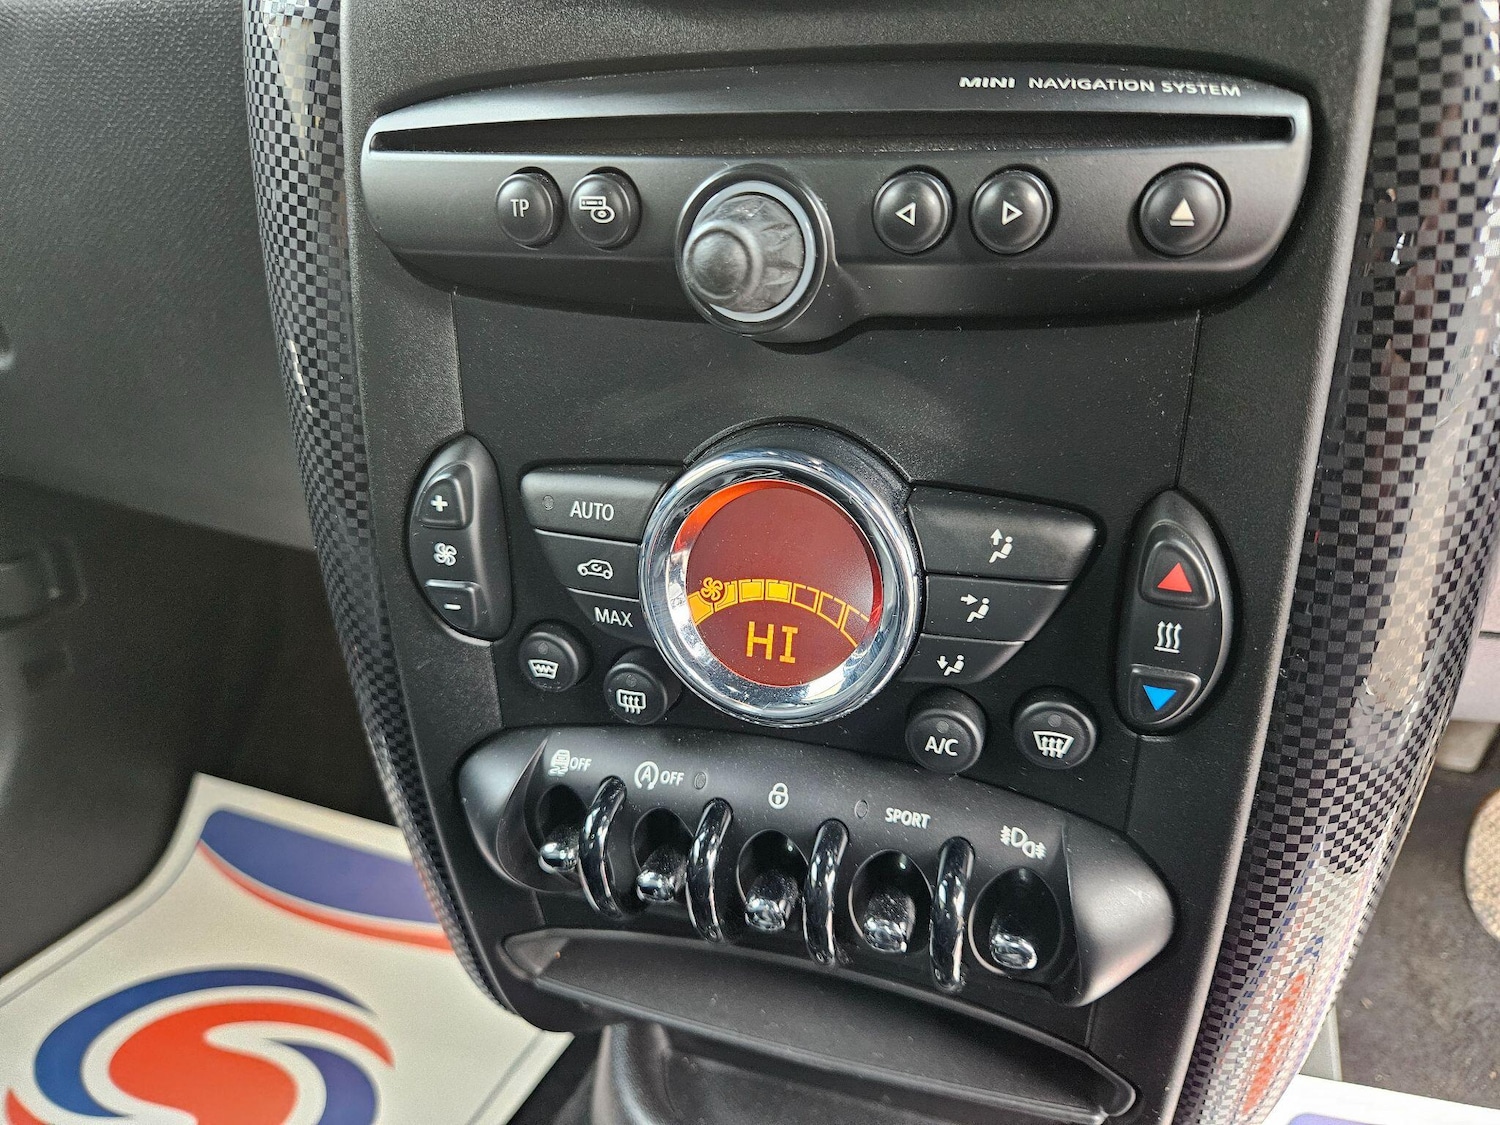 MINI NAVIGATION SYSTEM
TP
AUTO
MAX
HI
A/C
OFF
A OFF
SPORT